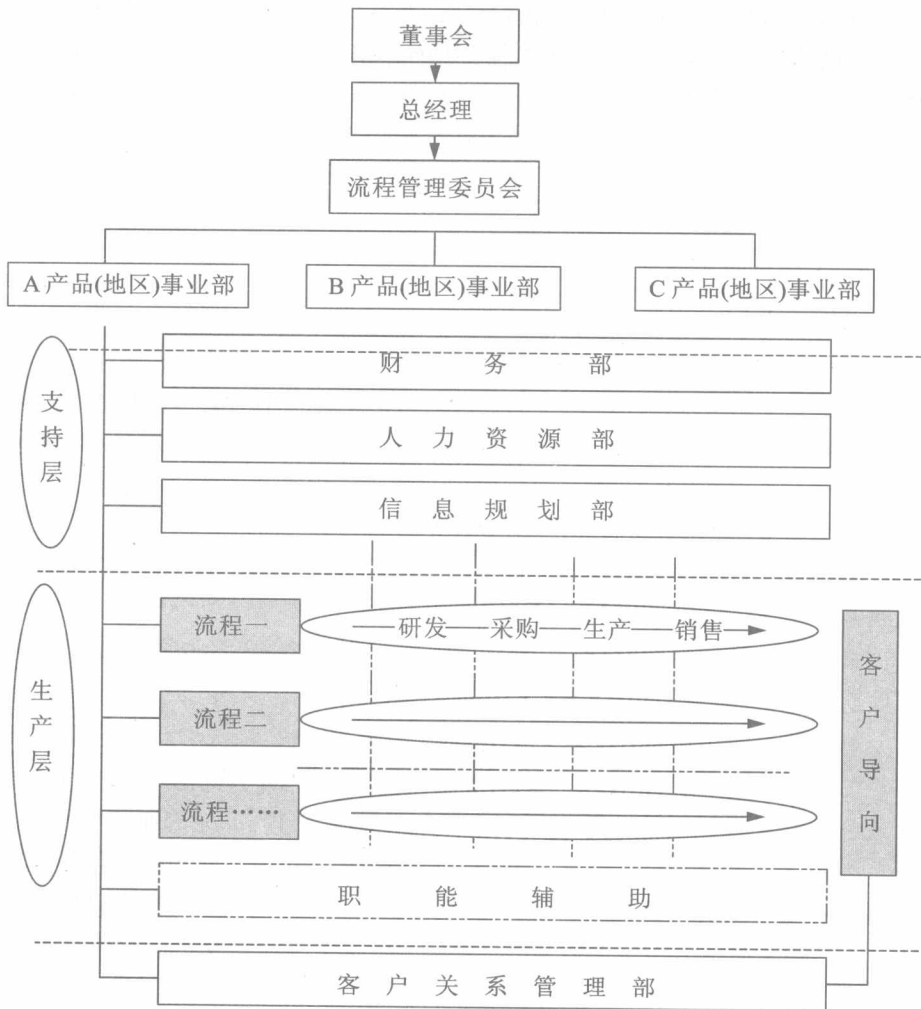 董事会
总经理
流程管理委员会
A产品(地区)事业部
B产品(地区)事业部
C产品(地区)事业部
支持层
财务部
人力资源部
信息规划部
生产层
流程一
研发 采购 生产 销售
流程二
流程……
职能辅助
客户导向
客户关系管理部